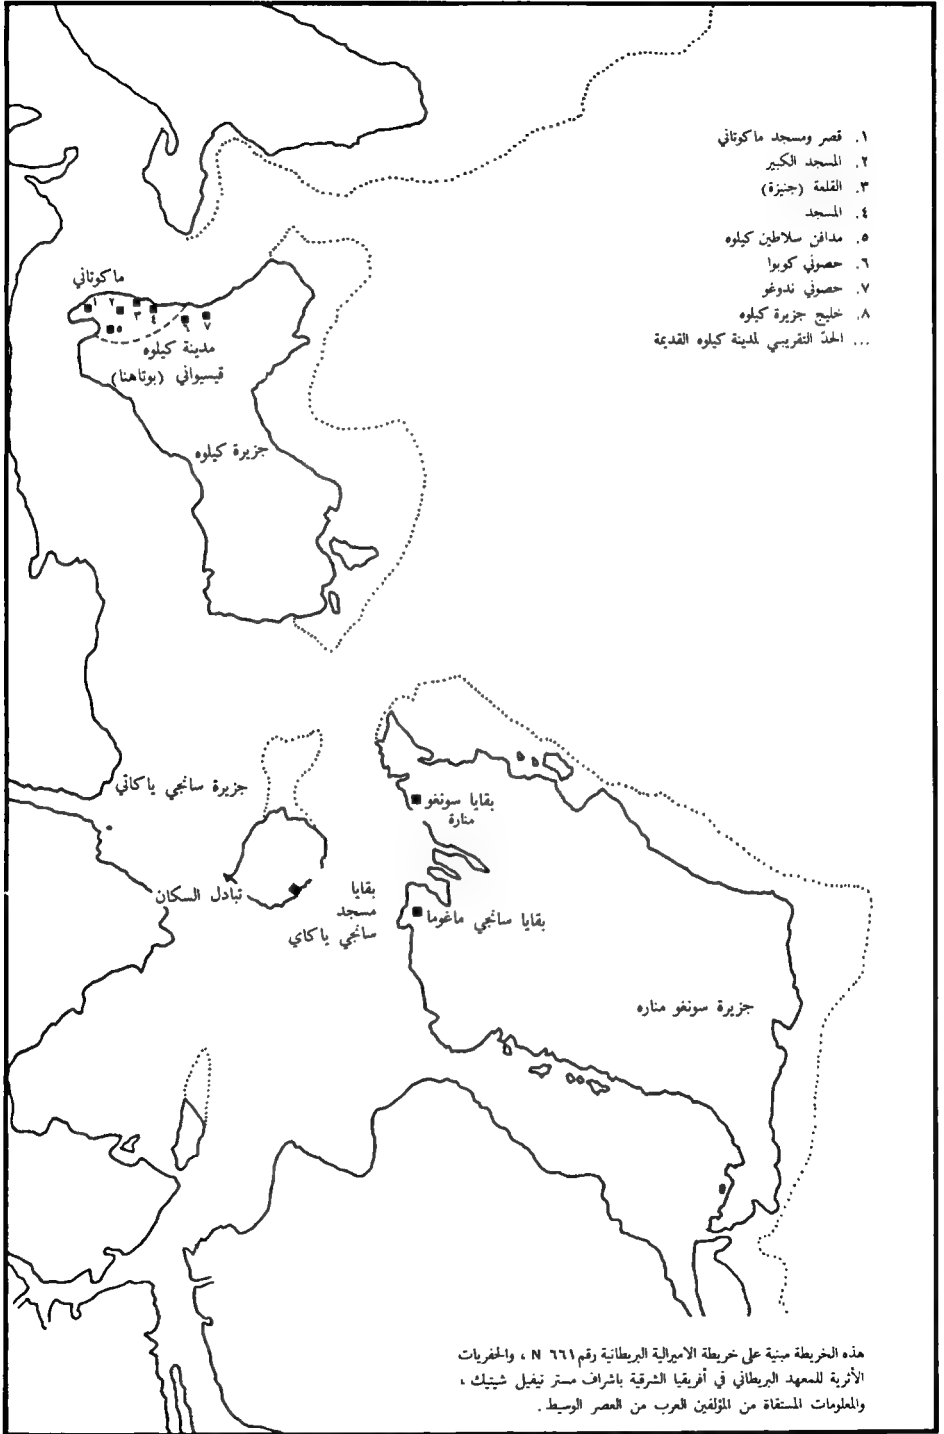 ١. قصر ومسجد ماكوتاني
٢. المسجد الكبير
٣. القلعة (جنيزة)
٤. المسجد
٥. مدافن سلاطين كيلوه
٦. حصوني كوبوا
٧. حصوني ندوغو
٨. خليج جزيرة كيلوه
... الحدّ التقريبي لمدينة كيلوه القديمة
ماكوتاني
١ ٢ ٣ ٤ ٥ ٦ ٧
مدينة كيلوه
قيسيواني (بوتاهنا)
جزيرة كيلوه
جزيرة سانجي ياكاتي
بقايا سونغو
منارة
تبادل السكان
بقايا
مسجد
سانجي ياكاي
بقايا سانجي ماغوما
جزيرة سونغو مناره
هذه الخريطة مبنية على خريطة الاميرالية البريطانية رقم ٦٦١ N ، والحفريات
الأثرية للمعهد البريطاني في أفريقيا الشرقية باشراف مستر نيفيل شيتيك ،
والمعلومات المستقاة من المؤلفين العرب من العصر الوسيط .